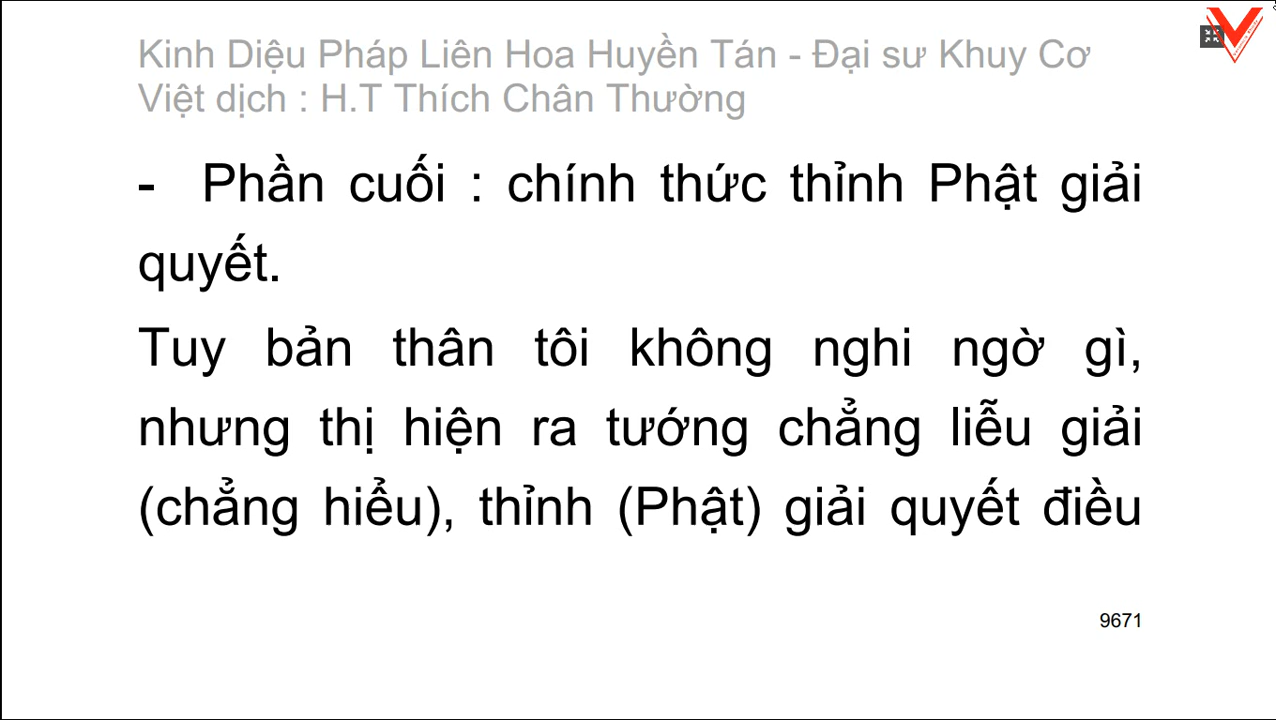 Kinh Diệu Pháp Liên Hoa Huyền Tán - Đại sư Khuy Cơ
Việt dịch : H.T Thích Chân Thường
- Phần cuối : chính thức thỉnh Phật giải
quyết.
Tuy bản thân tôi không nghi ngờ gì,
nhưng thị hiện ra tướng chẳng liễu giải
(chẳng hiểu), thỉnh (Phật) giải quyết điều
9671